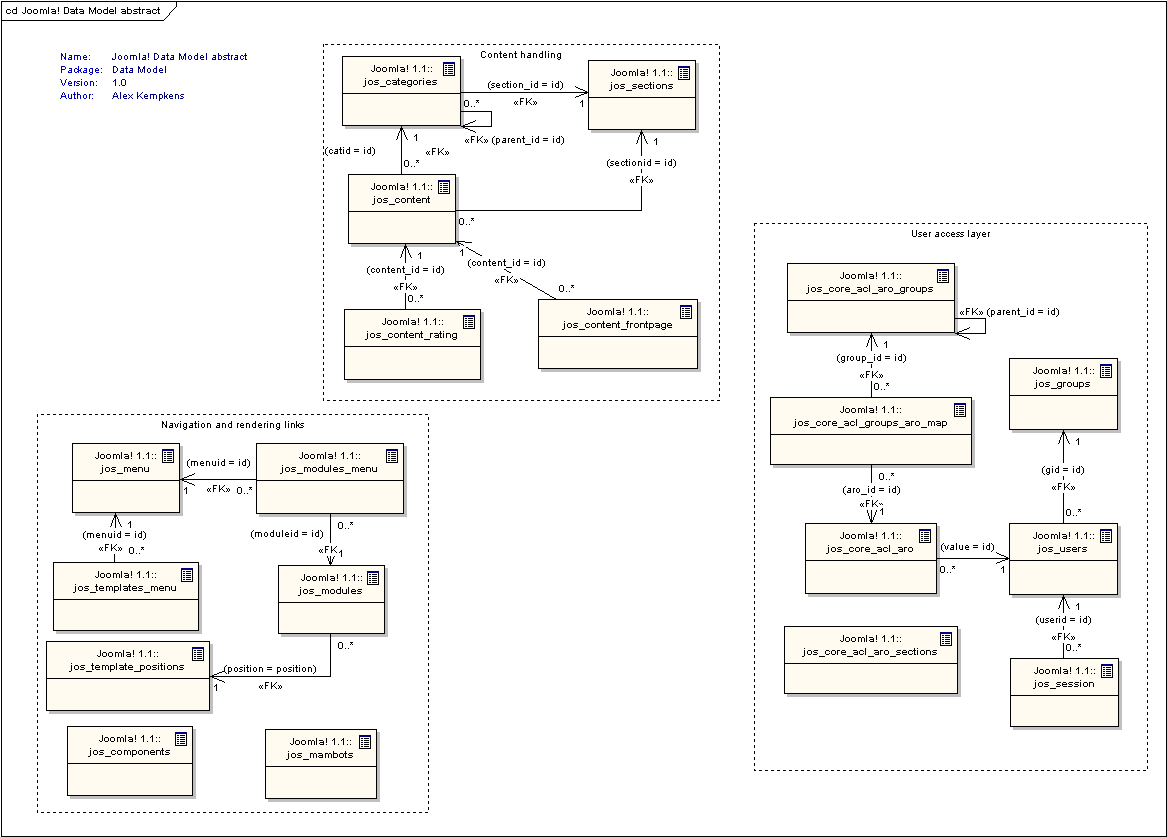 cd Joomla! Data Model abstract
Name: Joomla! Data Model abstract
Package: Data Model
Version: 1.0
Author: Alex Kempkens
Content handling
Joomla! 1.1::
jos_categories
Joomla! 1.1::
jos_sections
(section_id = id)
0..*
«FK»
1
«FK» (parent_id = id)
1
(catid = id)
«FK»
0..*
1
(sectionid = id)
«FK»
Joomla! 1.1::
jos_content
0..*
1
(content_id = id)
«FK»
0..*
1
(content_id = id)
«FK»
0..*
Joomla! 1.1::
jos_content_rating
Joomla! 1.1::
jos_content_frontpage
User access layer
Joomla! 1.1::
jos_core_acl_aro_groups
«FK» (parent_id = id)
1
(group_id = id)
«FK»
0..*
Joomla! 1.1::
jos_groups
Joomla! 1.1::
jos_core_acl_groups_aro_map
1
(gid = id)
«FK»
0..*
0..*
(aro_id = id)
«FK»
1
Joomla! 1.1::
jos_core_acl_aro
(value = id)
0..*
1
Joomla! 1.1::
jos_users
1
(userid = id)
«FK»
0..*
Joomla! 1.1::
jos_core_acl_aro_sections
Joomla! 1.1::
jos_session
Navigation and rendering links
Joomla! 1.1::
jos_menu
(menuid = id)
1
«FK»
0..*
Joomla! 1.1::
jos_modules_menu
1
(menuid = id)
«FK»
0..*
0..*
(moduleid = id)
«FK
1
Joomla! 1.1::
jos_templates_menu
Joomla! 1.1::
jos_modules
0..*
Joomla! 1.1::
jos_template_positions
(position = position)
1
«FK»
Joomla! 1.1::
jos_components
Joomla! 1.1::
jos_mambots